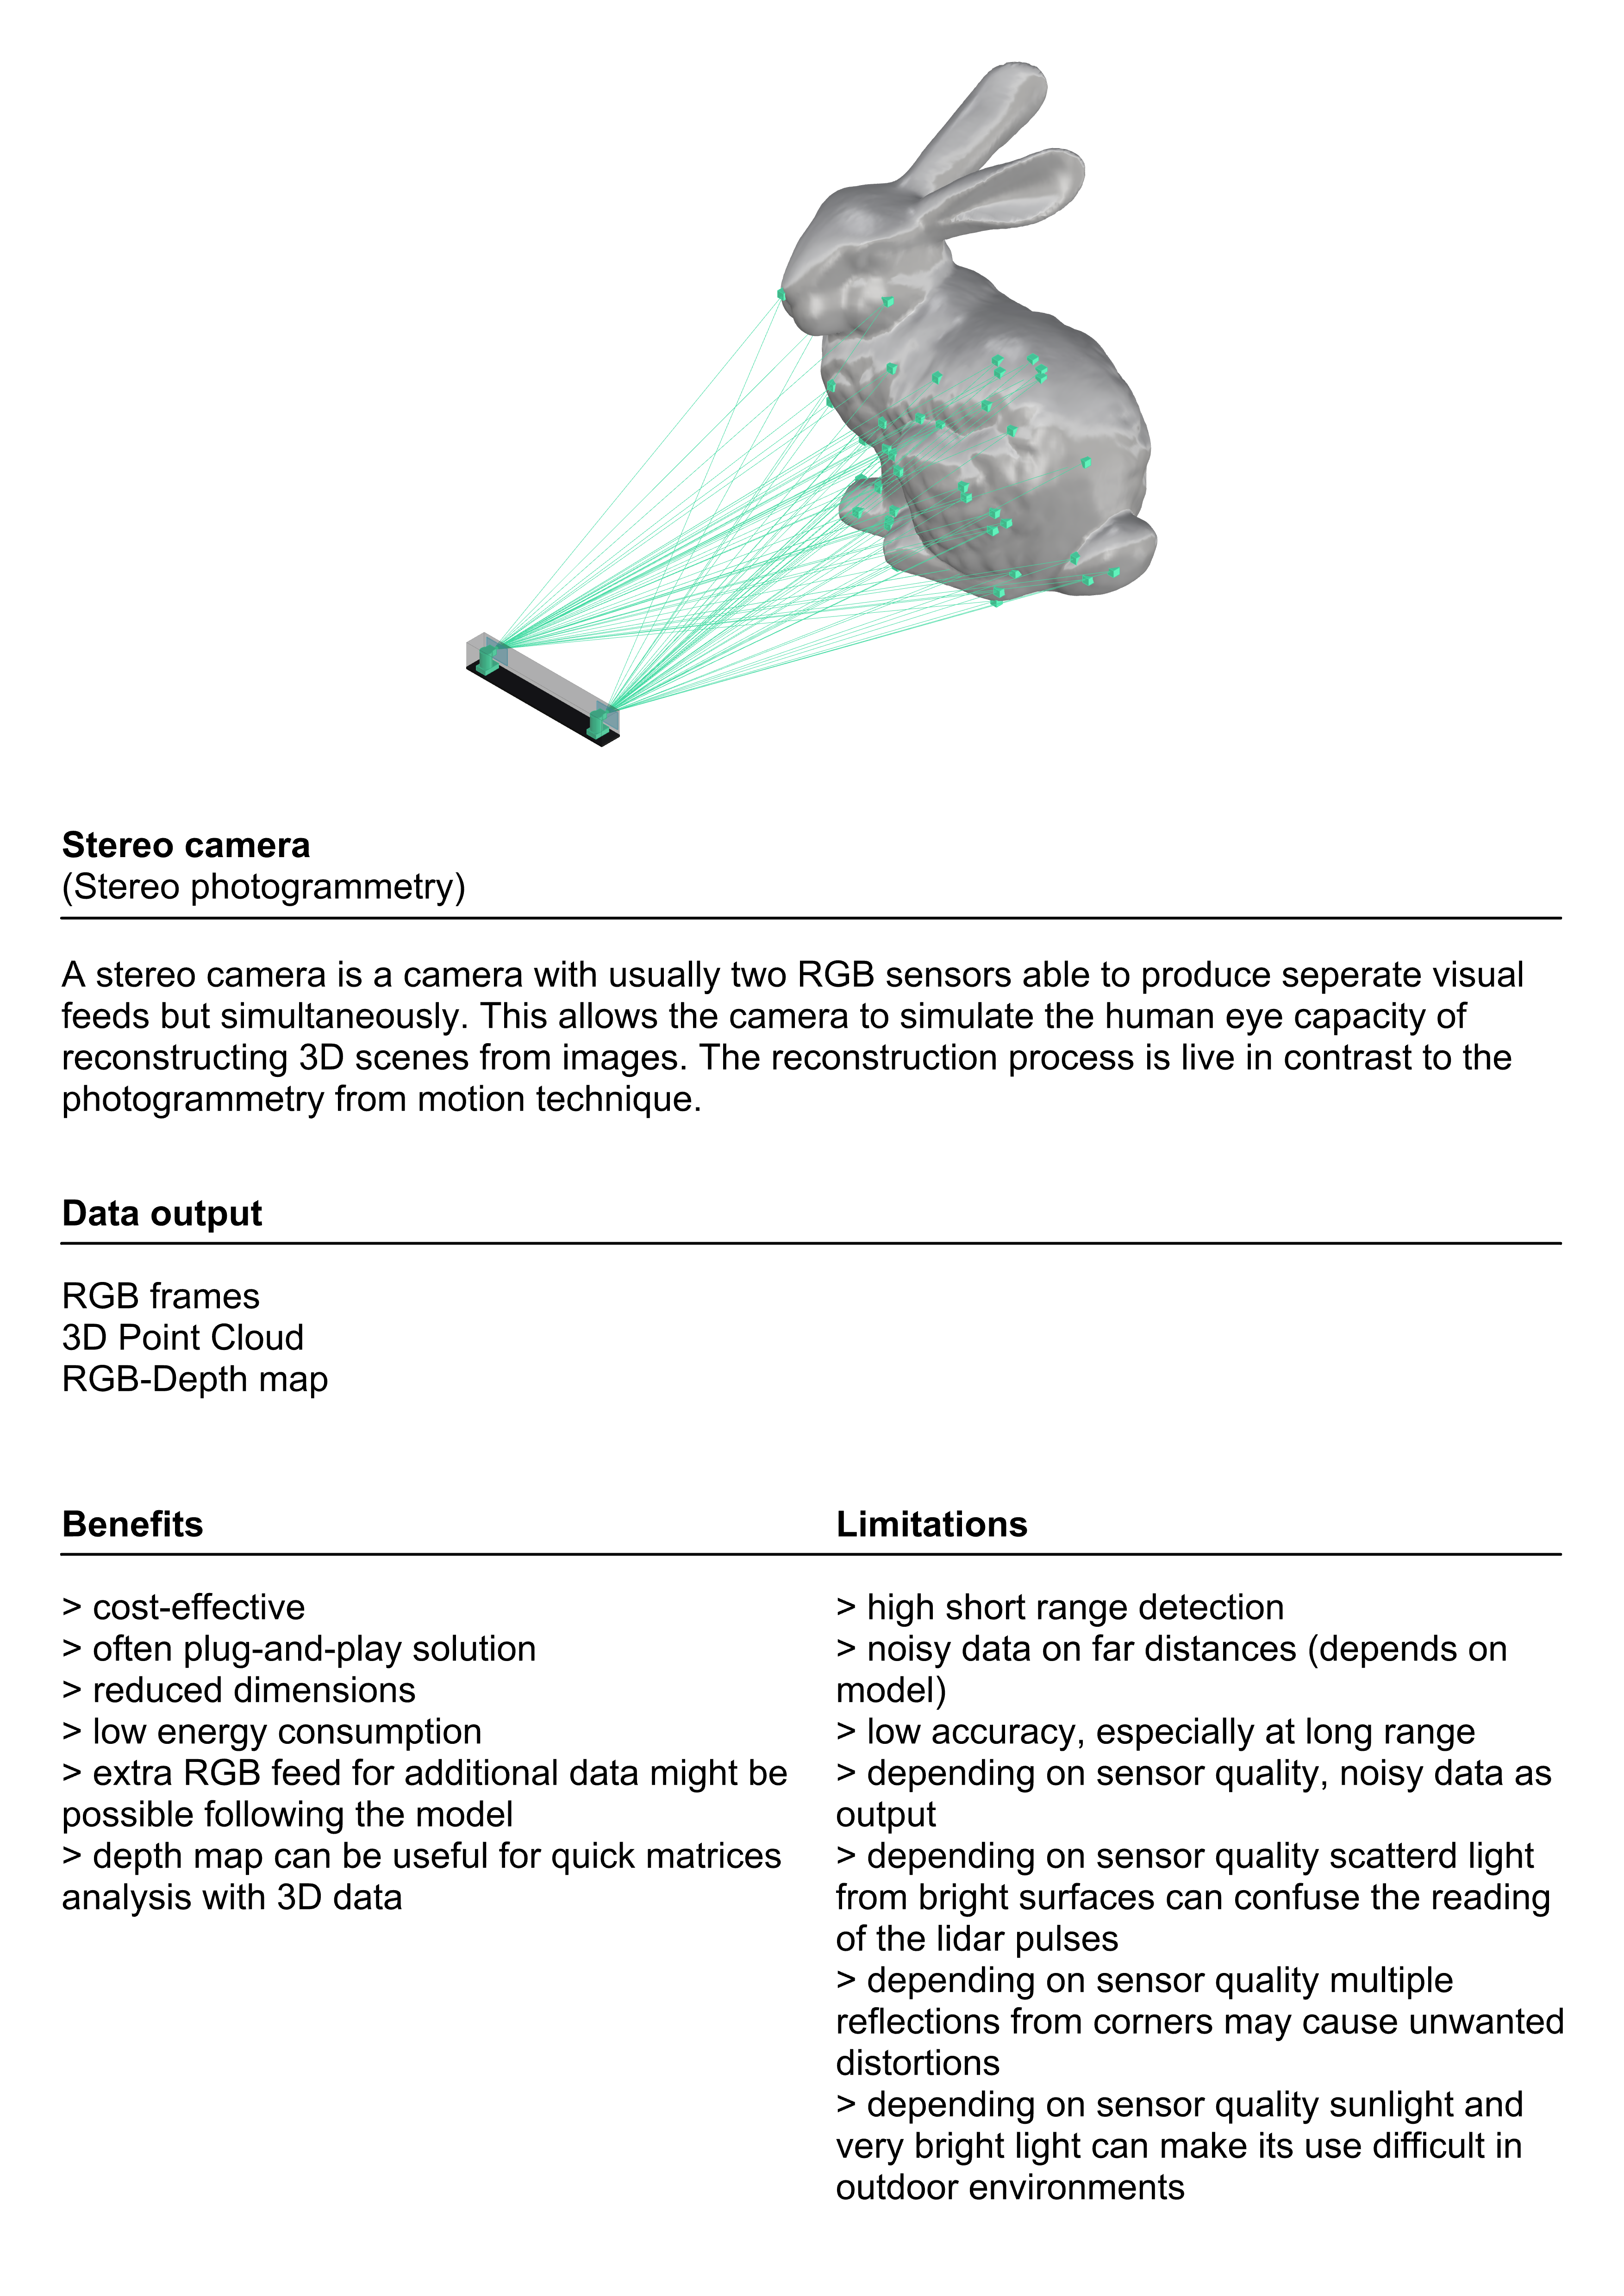 Stereo camera
(Stereo photogrammetry)
A stereo camera is a camera with usually two RGB sensors able to produce seperate visual
feeds but simultaneously. This allows the camera to simulate the human eye capacity of
reconstructing 3D scenes from images. The reconstruction process is live in contrast to the
photogrammetry from motion technique.
Data output
RGB frames
3D Point Cloud
RGB-Depth map
Benefits
> cost-effective
> often plug-and-play solution
> reduced dimensions
> low energy consumption
> extra RGB feed for additional data might be
possible following the model
> depth map can be useful for quick matrices
analysis with 3D data
Limitations
> high short range detection
> noisy data on far distances (depends on
model)
> low accuracy, especially at long range
> depending on sensor quality, noisy data as
output
> depending on sensor quality scatterd light
from bright surfaces can confuse the reading
of the lidar pulses
> depending on sensor quality multiple
reflections from corners may cause unwanted
distortions
> depending on sensor quality sunlight and
very bright light can make its use difficult in
outdoor environments